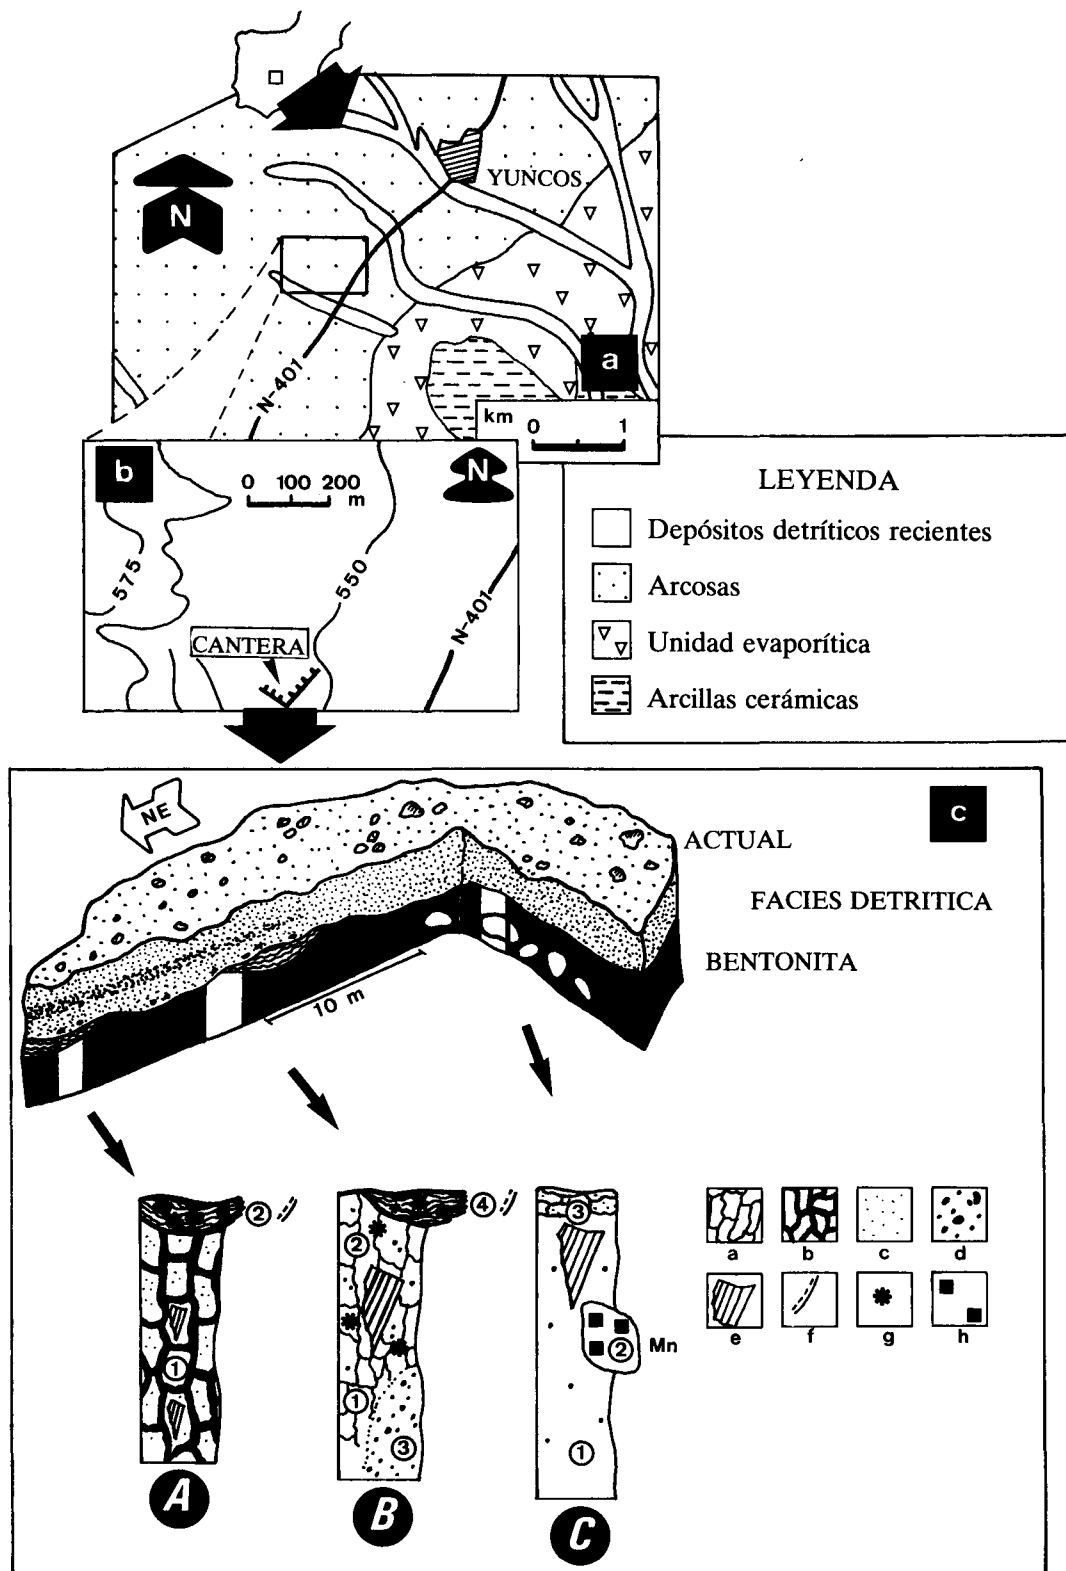 N
YUNCOS
N-401
a
km 0 1
b
0 100 200
m
N
575
550
N-401
CANTERA
LEYENDA
Depósitos detríticos recientes
Arcosas
Unidad evaporítica
Arcillas cerámicas
c
NE
ACTUAL
FACIES DETRITICA
BENTONITA
10 m
2
1
A
4
2
1
3
B
3
2
Mn
1
C
a b c d
e f g h